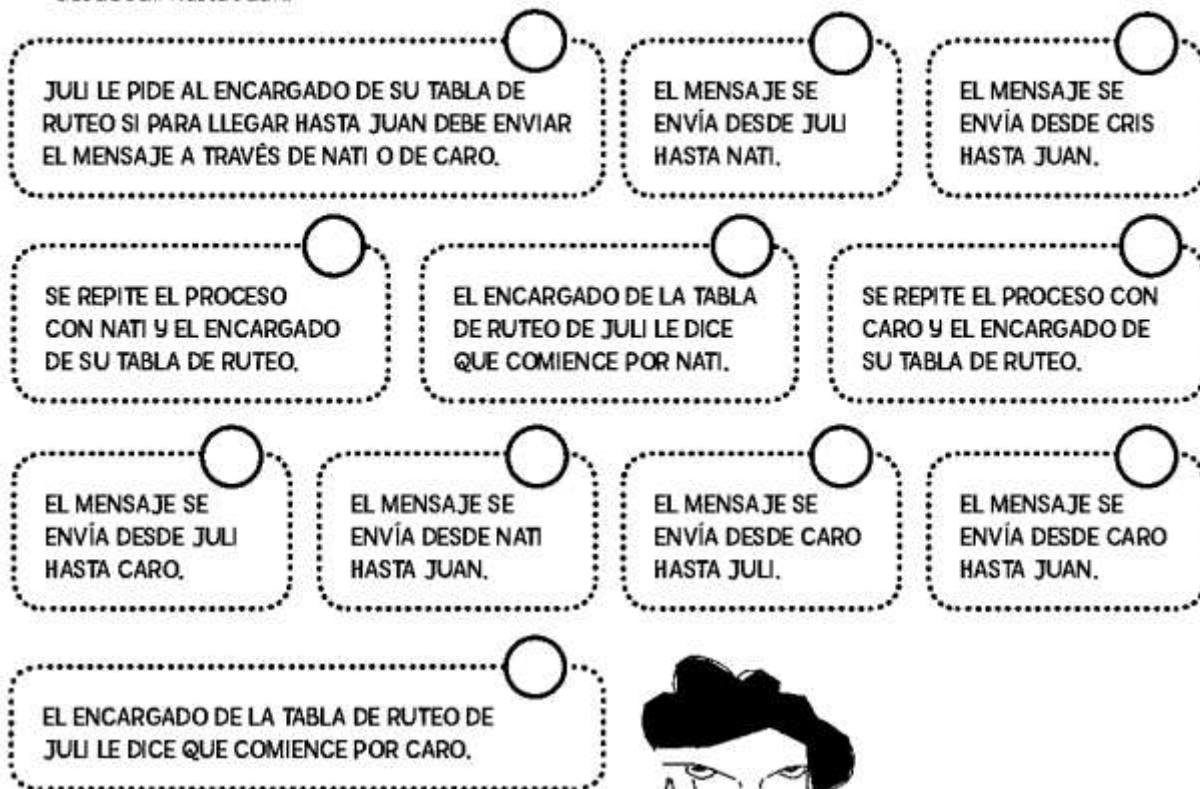 JULI LE PIDE AL ENCARGADO DE SU TABLA DE
RUTEO SI PARA LLEGAR HASTA JUAN DEBE ENVIAR
EL MENSAJE A TRAVÉS DE NATI O DE CARO.
EL MENSAJE SE
ENVÍA DESDE JULI
HASTA NATI.
EL MENSAJE SE
ENVÍA DESDE CRIS
HASTA JUAN.
SE REPITE EL PROCESO
CON NATI Y EL ENCARGADO
DE SU TABLA DE RUTEO.
EL ENCARGADO DE LA TABLA
DE RUTEO DE JULI LE DICE
QUE COMIENCE POR NATI.
SE REPITE EL PROCESO CON
CARO Y EL ENCARGADO DE
SU TABLA DE RUTEO.
EL MENSAJE SE
ENVÍA DESDE JULI
HASTA CARO.
EL MENSAJE SE
ENVÍA DESDE NATI
HASTA JUAN.
EL MENSAJE SE
ENVÍA DESDE CARO
HASTA JULI.
EL MENSAJE SE
ENVÍA DESDE CARO
HASTA JUAN.
EL ENCARGADO DE LA TABLA DE RUTEO DE
JULI LE DICE QUE COMIENCE POR CARO.